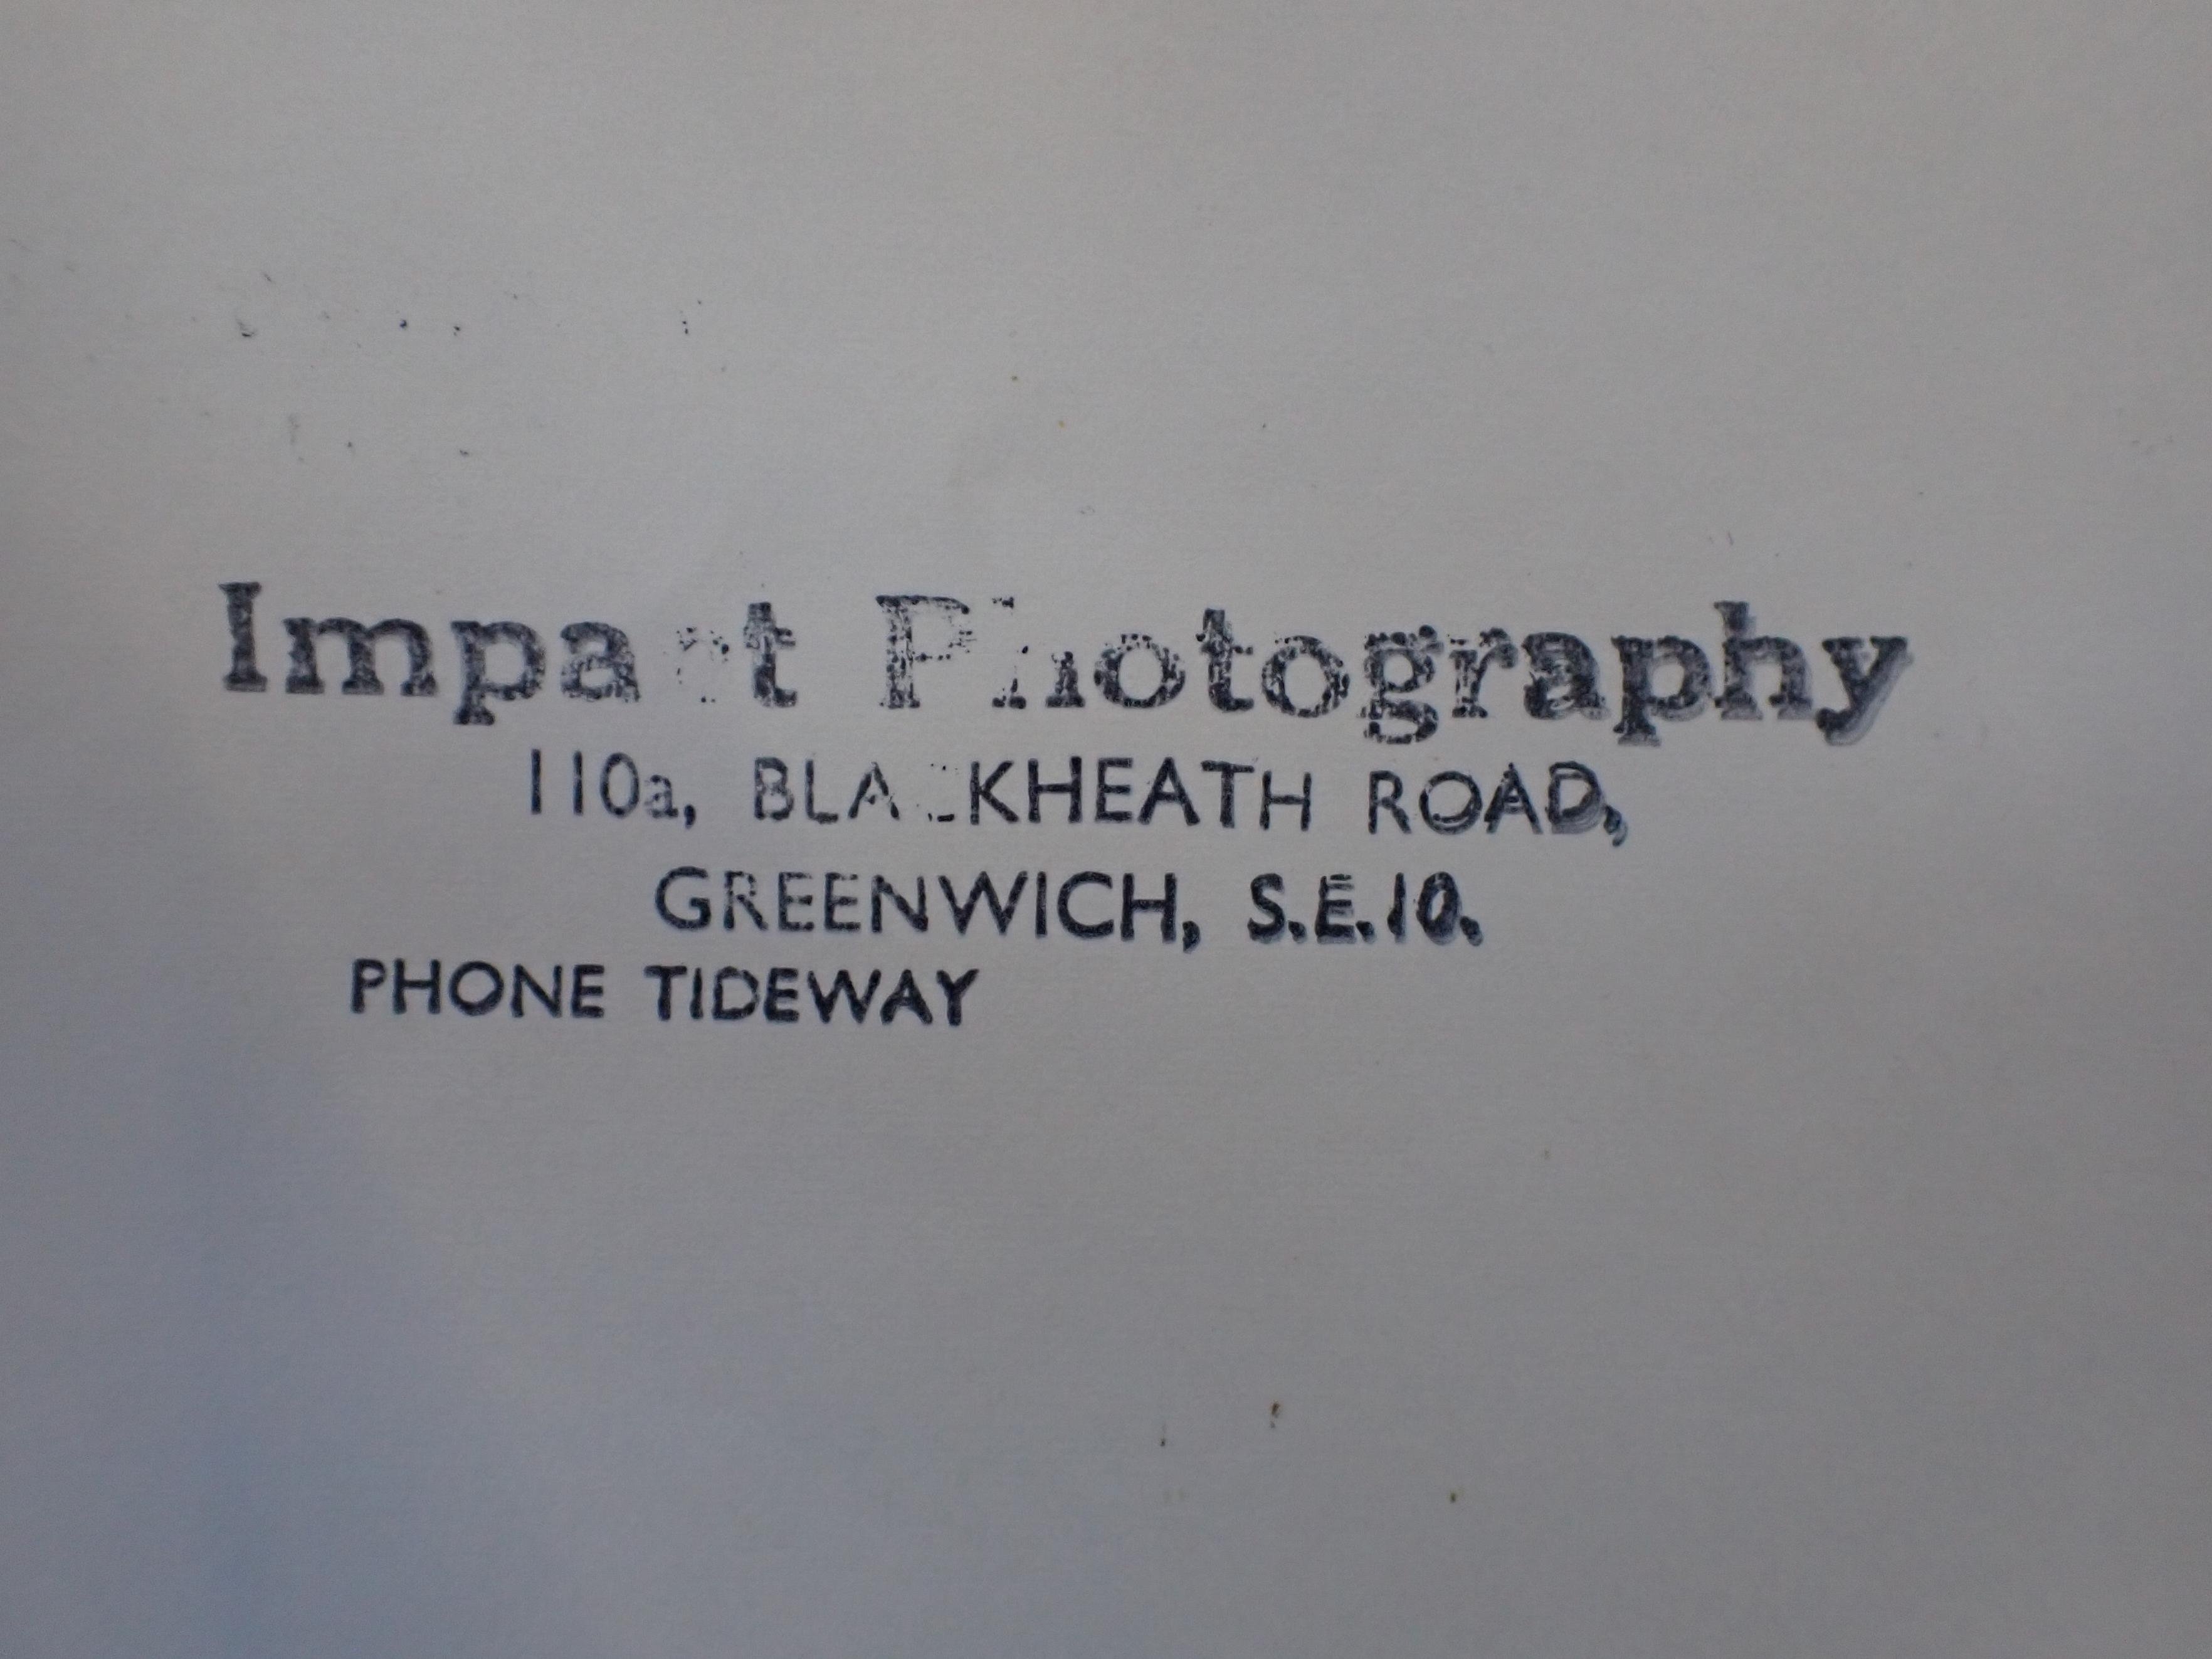 Impact Photography
110a, BLACKHEATH ROAD,
GREENWICH, S.E.10.
PHONE TIDEWAY